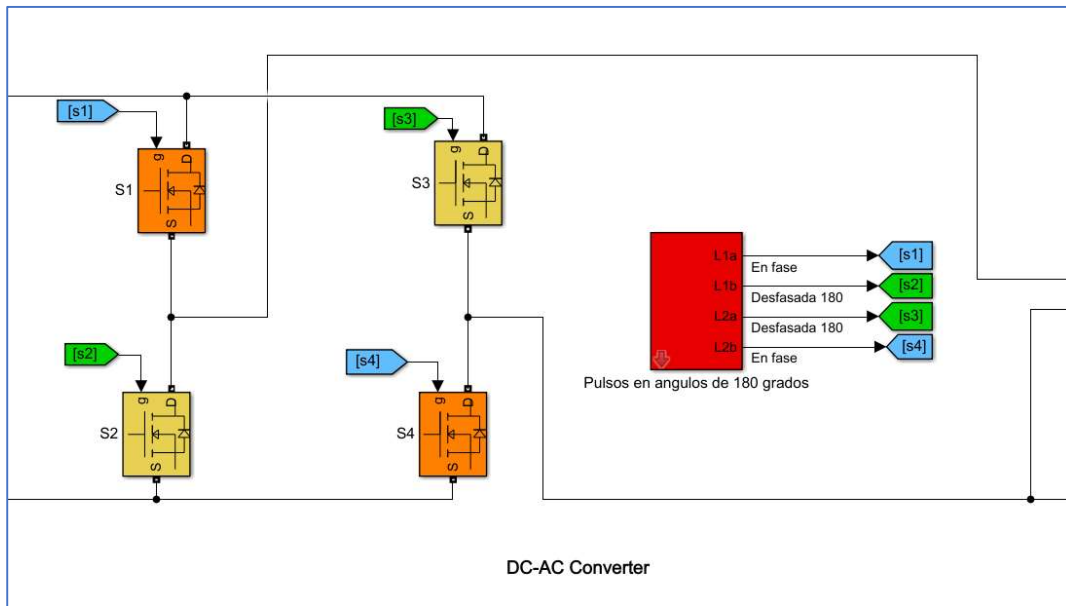 [s1]
g
D
S
S1
[s3]
g
D
S
S3
[s2]
g
D
S
S2
[s4]
g
D
S
S4
L1a
En fase
[s1]
L1b
Desfasada 180
[s2]
L2a
Desfasada 180
[s3]
L2b
En fase
[s4]
Pulsos en angulos de 180 grados
DC-AC Converter